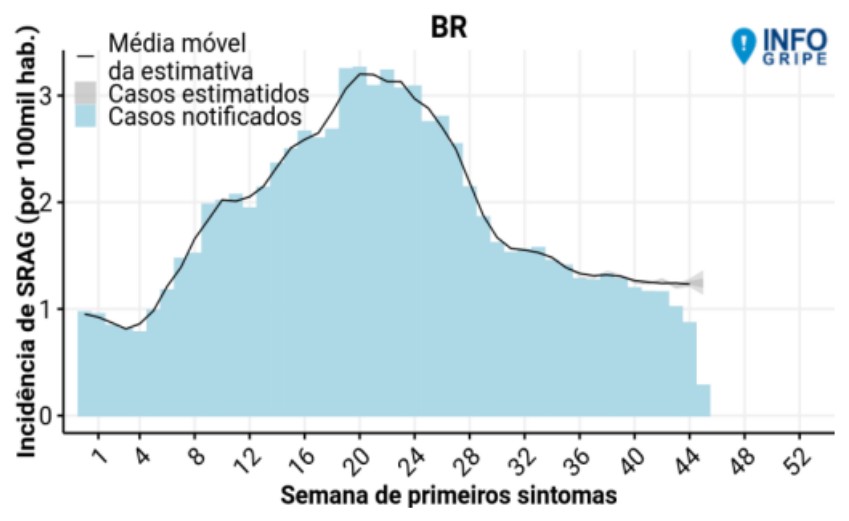 BR
INFO
GRIPE
Média móvel
da estimativa
Casos estimatidos
Casos notificados
Incidência de SRAG (por 100mil hab.)
3
2
1
0
1 4 8 12 16 20 24 28 32 36 40 44 48 52
Semana de primeiros sintomas